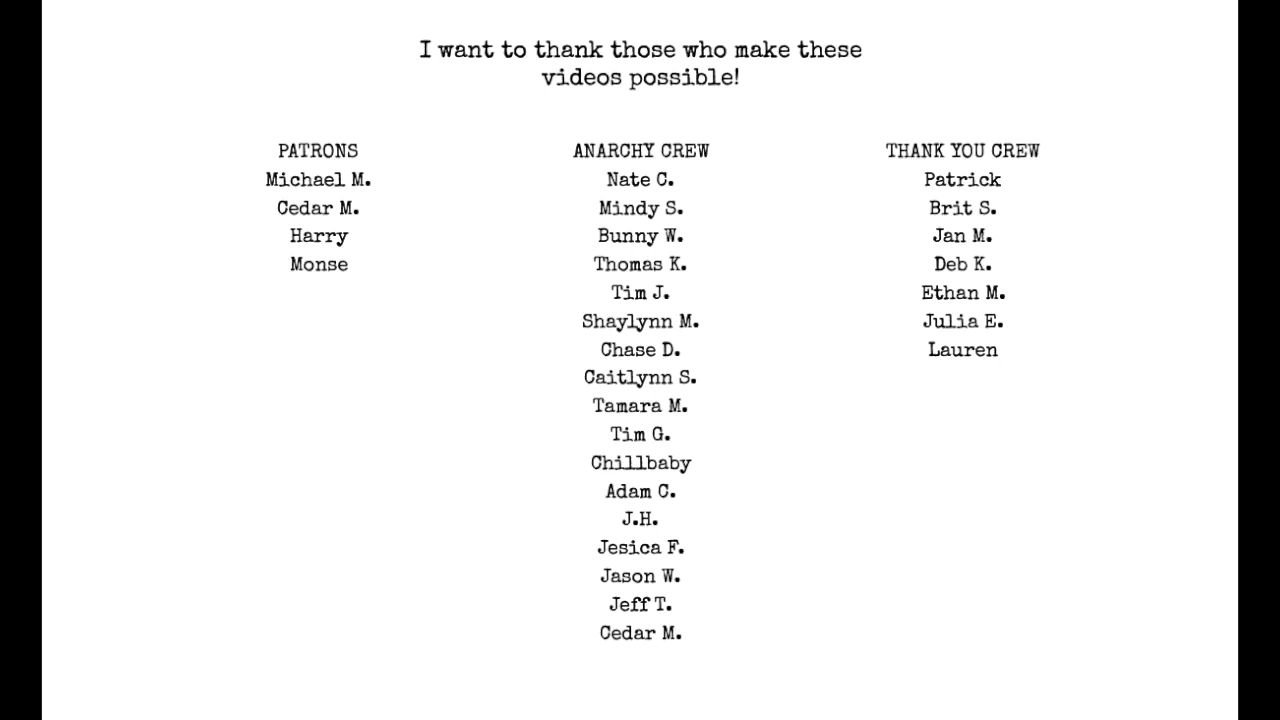 I want to thank those who make these
videos possible!
PATRONS
Michael M.
Cedar M.
Harry
Monse
ANARCHY CREW
Nate C.
Mindy S.
Bunny W.
Thomas K.
Tim J.
Shaylynn M.
Chase D.
Caitlynn S.
Tamara M.
Tim G.
Chillbaby
Adam C.
J.H.
Jesica F.
Jason W.
Jeff T.
Cedar M.
THANK YOU CREW
Patrick
Brit S.
Jan M.
Deb K.
Ethan M.
Julia E.
Lauren